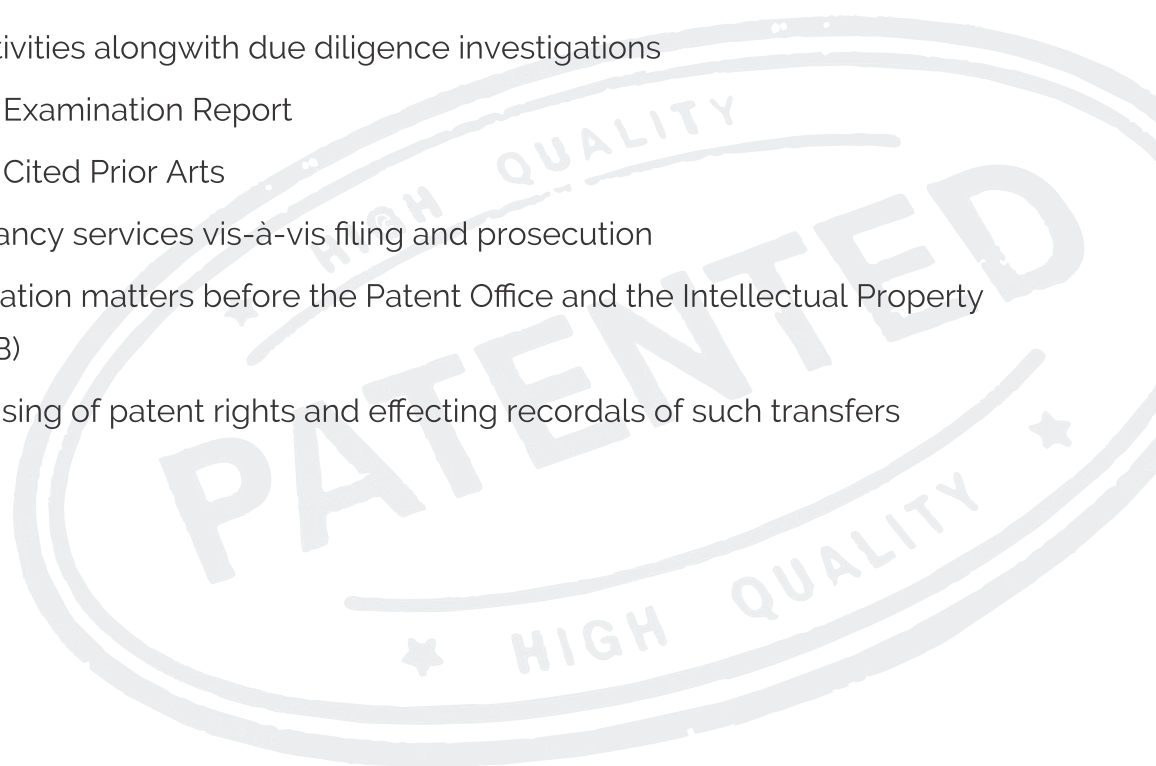 tivities alongwith due diligence investigations
Examination Report
Cited Prior Arts
ancy services vis-à-vis filing and prosecution
ation matters before the Patent Office and the Intellectual Property
B)
sing of patent rights and effecting recordals of such transfers
HIGH QUALITY
PATENTED
HIGH QUALITY